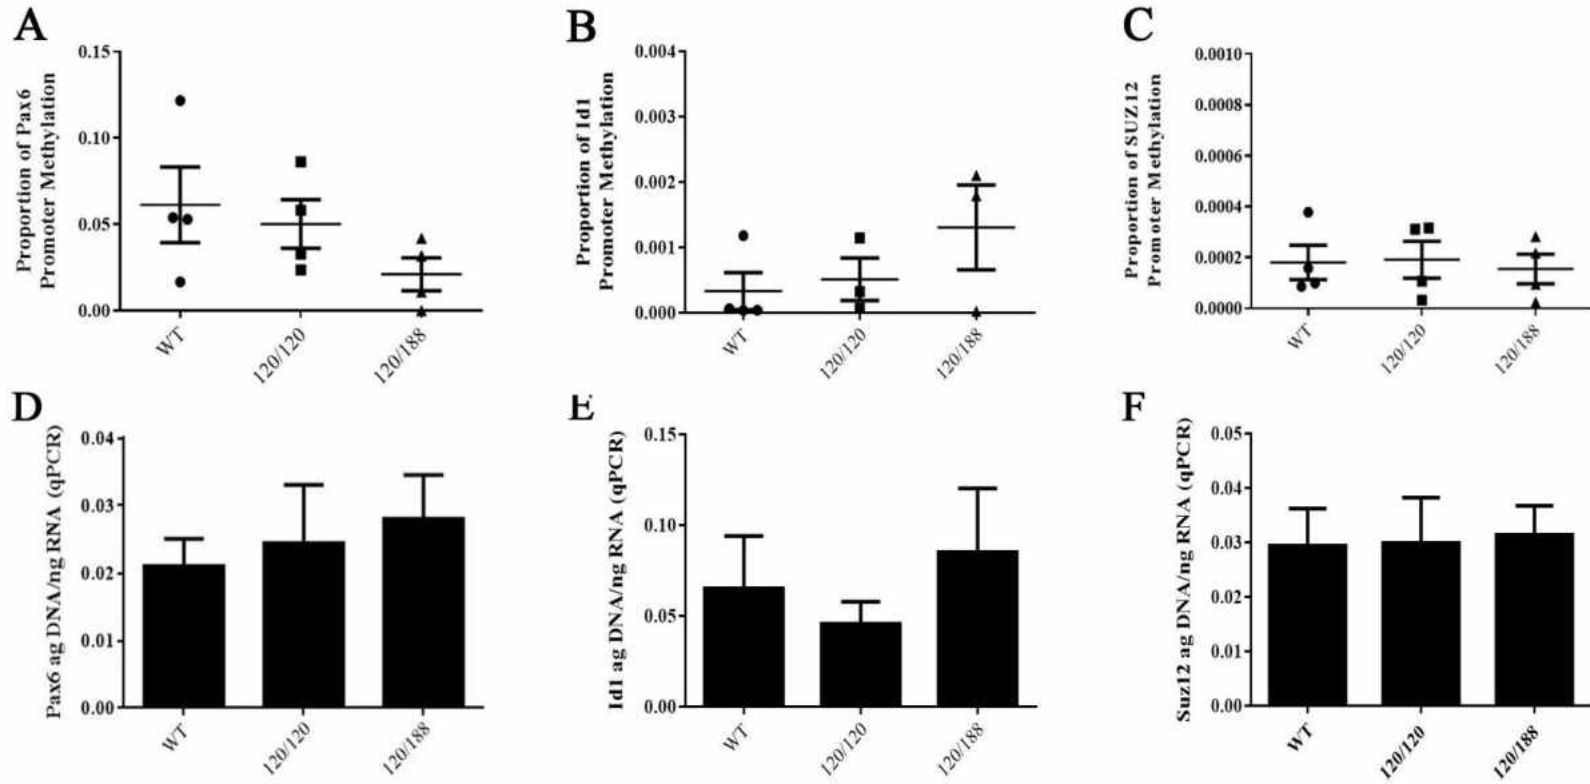 A
Proportion of Pax6
Promoter Methylation
0.15
0.10
0.05
0.00
WT
120/120
120/188
B
Proportion of Id1
Promoter Methylation
0.004
0.003
0.002
0.001
0.000
WT
120/120
120/188
C
Proportion of SUZ12
Promoter Methylation
0.0010
0.0008
0.0006
0.0004
0.0002
0.0000
WT
120/120
120/188
D
Pax6 ag DNA/ng RNA (qPCR)
0.04
0.03
0.02
0.01
0.00
WT
120/120
120/188
E
Id1 ag DNA/ng RNA (qPCR)
0.15
0.10
0.05
0.00
WT
120/120
120/188
F
Suz12 ag DNA/ng RNA (qPCR)
0.05
0.04
0.03
0.02
0.01
0.00
WT
120/120
120/188